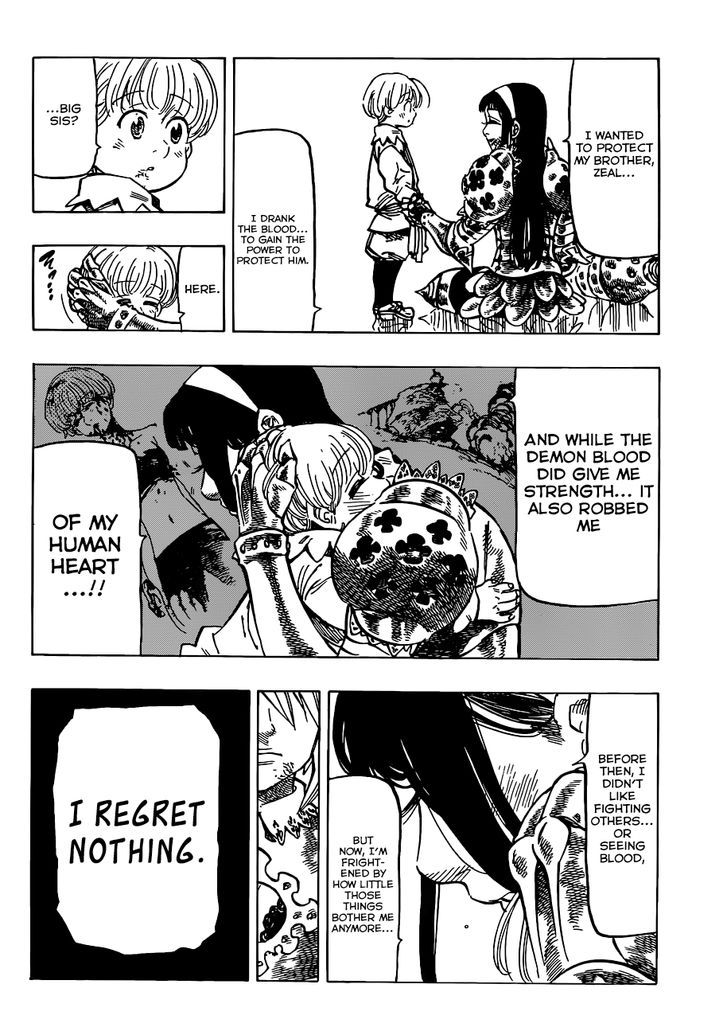 I WANTED
TO PROTECT
MY BROTHER,
ZEAL...
I DRANK
THE BLOOD...
TO GAIN THE
POWER TO
PROTECT HIM.
...BIG
SIS?
HERE.
AND WHILE THE
DEMON BLOOD
DID GIVE ME
STRENGTH... IT
ALSO ROBBED
ME
OF MY
HUMAN
HEART
...!!
BEFORE
THEN, I
DIDN'T
LIKE
FIGHTING
OTHERS...
OR
SEEING
BLOOD,
BUT
NOW, I'M
FRIGHT-
ENED BY
HOW LITTLE
THOSE
THINGS
BOTHER ME
ANYMORE...
I REGRET
NOTHING.